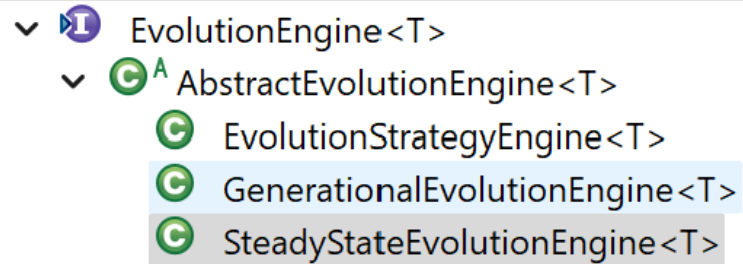 I EvolutionEngine<T>
C A AbstractEvolutionEngine<T>
C EvolutionStrategyEngine<T>
C GenerationalEvolutionEngine<T>
C SteadyStateEvolutionEngine<T>